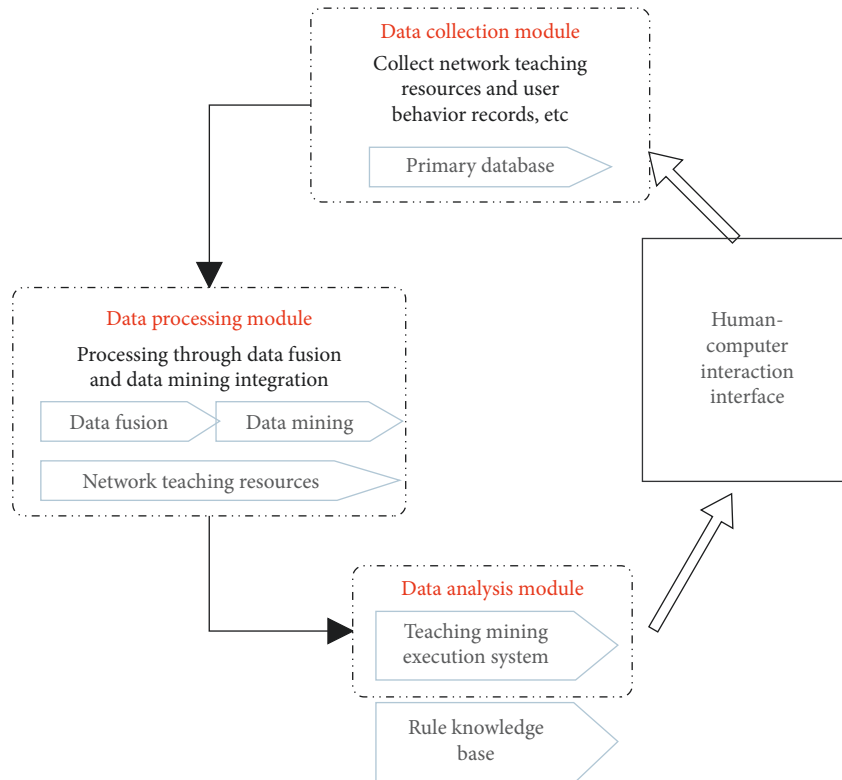 Data collection module
Collect network teaching
resources and user
behavior records, etc
Primary database
Data processing module
Processing through data fusion
and data mining integration
Data fusion
Data mining
Network teaching resources
Human-
computer
interaction
interface
Data analysis module
Teaching mining
execution system
Rule knowledge
base